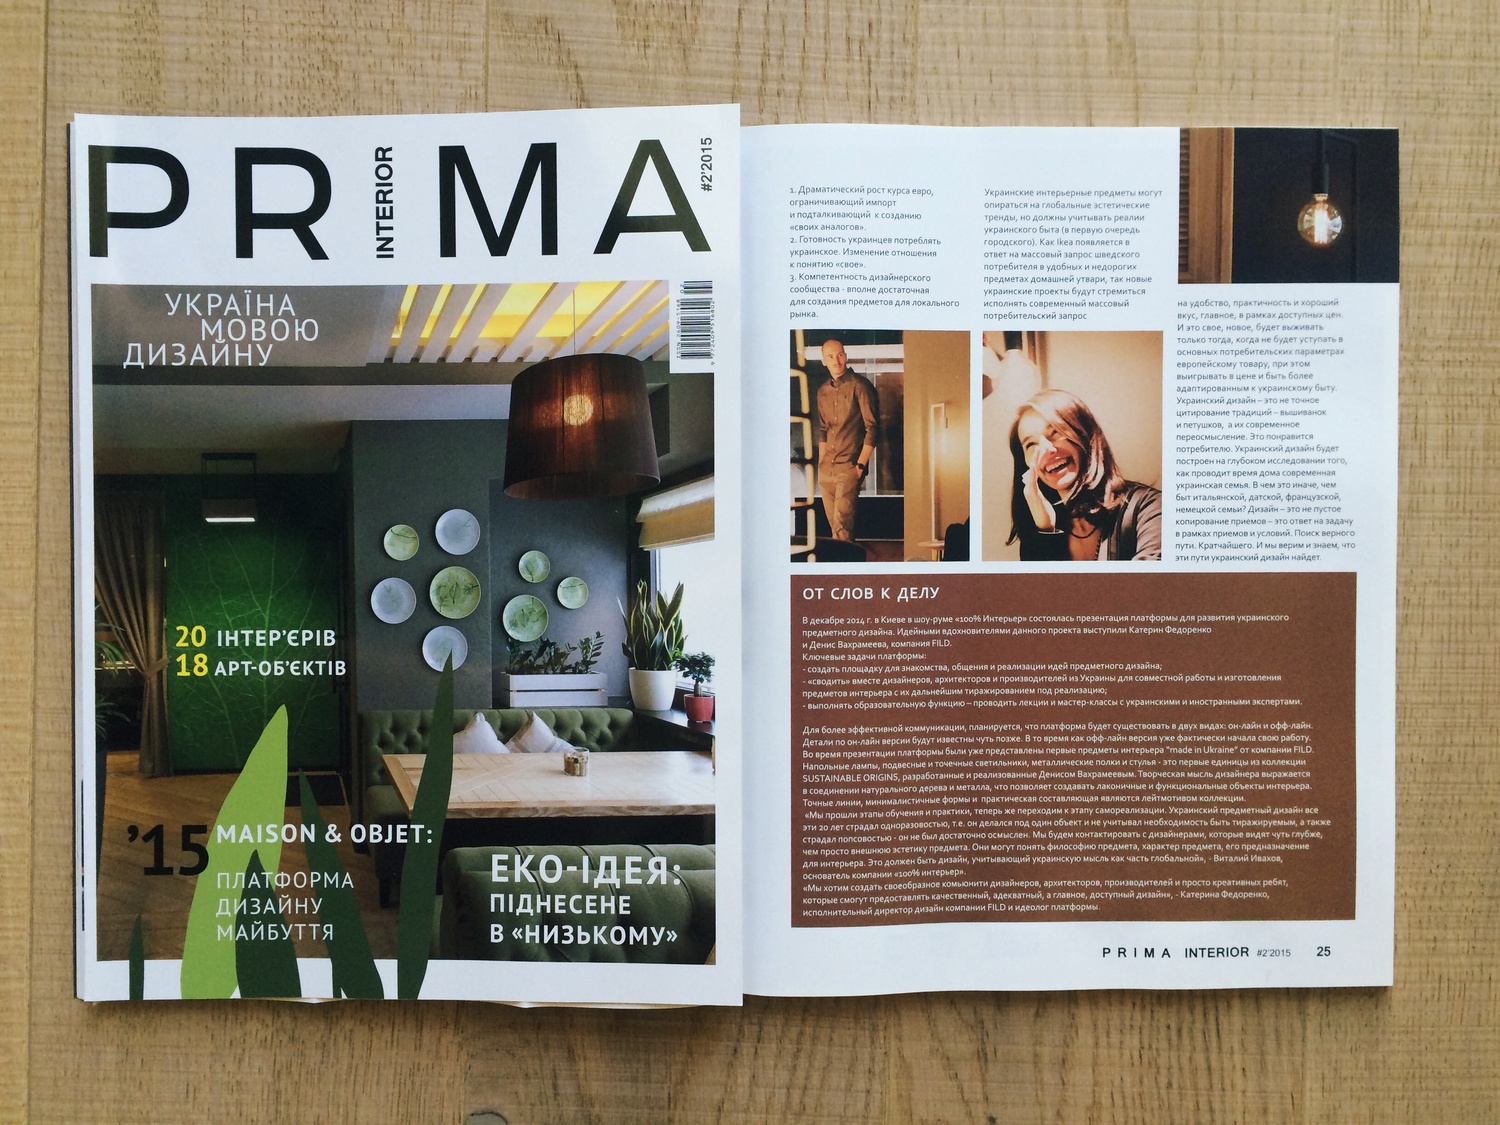 PRIMA
INTERIOR
#2'2015
УКРАЇНА
МОВОЮ
ДИЗАЙНУ
20 ІНТЕР'ЄРІВ
18 АРТ-ОБ'ЄКТІВ
'15 MAISON & OBJET:
ПЛАТФОРМА
ДИЗАЙНУ
МАЙБУТТЯ
ЕКО-ІДЕЯ:
ПІДНЕСЕНЕ
В «НИЗЬКОМУ»
1. Драматический рост курса евро,
ограничивающий импорт
и подталкивающий к созданию
«своих аналогов».
2. Готовность украинцев потреблять
украинское. Изменение отношения
к понятию «свое».
3. Компетентность дизайнерского
сообщества - вполне достаточная
для создания предметов для локального
рынка.
Украинские интерьерные предметы могут
опираться на глобальные эстетические
тренды, но должны учитывать реалии
украинского быта (в первую очередь
городского). Как Ikea появляется в
ответ на массовый запрос шведского
потребителя в удобных и недорогих
предметах домашней утвари, так новые
украинские проекты будут стремиться
исполнять современный массовый
потребительский запрос
на удобство, практичность и хороший
вкус, главное, в рамках доступных цен.
И это свое, новое, будет выживать
только тогда, когда не будет уступать в
основных потребительских параметрах
европейскому товару, при этом
выигрывать в цене и быть более
адаптированным к украинскому быту.
Украинский дизайн – это не точное
цитирование традиций – вышиванок
и петушков, а их современное
переосмысление. Это понравится
потребителю. Украинский дизайн будет
построен на глубоком исследовании того,
как проводит время дома современная
украинская семья. В чем это иначе, чем
быт итальянской, датской, французской,
немецкой семьи? Дизайн – это не пустое
копирование приемов – это ответ на задачу
в рамках приемов и условий. Поиск верного
пути. Кратчайшего. И мы верим и знаем, что
эти пути украинский дизайн найдет.
ОТ СЛОВ К ДЕЛУ
В декабре 2014 г. в Киеве в шоу-руме «100% Интерьер» состоялась презентация платформы для развития украинского
предметного дизайна. Идейными вдохновителями данного проекта выступили Катерин Федоренко
и Денис Вахрамеева, компания FILD.
Ключевые задачи платформы:
- создать площадку для знакомства, общения и реализации идей предметного дизайна;
- «сводить» вместе дизайнеров, архитекторов и производителей из Украины для совместной работы и изготовления
предметов интерьера с их дальнейшим тиражированием под реализацию;
- выполнять образовательную функцию – проводить лекции и мастер-классы с украинскими и иностранными экспертами.
Для более эффективной коммуникации, планируется, что платформа будет существовать в двух видах: он-лайн и офф-лайн.
Детали по он-лайн версии будут известны чуть позже. В то время как офф-лайн версия уже фактически начала свою работу.
Во время презентации платформы были уже представлены первые предметы интерьера "made in Ukraine" от компании FILD.
Напольные лампы, подвесные и точечные светильники, металлические полки и стулья - это первые единицы из коллекции
SUSTAINABLE ORIGINS, разработанные и реализованные Денисом Вахрамеевым. Творческая мысль дизайнера выражается
в соединении натурального дерева и металла, что позволяет создавать лаконичные и функциональные объекты интерьера.
Точные линии, минималистичные формы и практическая составляющая являются лейтмотивом коллекции.
«Мы прошли этапы обучения и практики, теперь же переходим к этапу самореализации. Украинский предметный дизайн все
эти 20 лет страдал одноразовостью, т.е. он делался под один объект и не учитывал необходимость быть тиражируемым, а также
страдал попсовостью - он не был достаточно осмыслен. Мы будем контактировать с дизайнерами, которые видят чуть глубже,
чем просто внешнюю эстетику предмета. Они могут понять философию предмета, характер предмета, его предназначение
для интерьера. Это должен быть дизайн, учитывающий украинскую мысль как часть глобальной», - Виталий Ивахов,
основатель компании «100% интерьер».
«Мы хотим создать своеобразное комьюнити дизайнеров, архитекторов, производителей и просто креативных ребят,
которые смогут предоставлять качественный, адекватный, а главное, доступный дизайн», - Катерина Федоренко,
исполнительный директор дизайн компании FILD и идеолог платформы.
PRIMA INTERIOR #2'2015 25